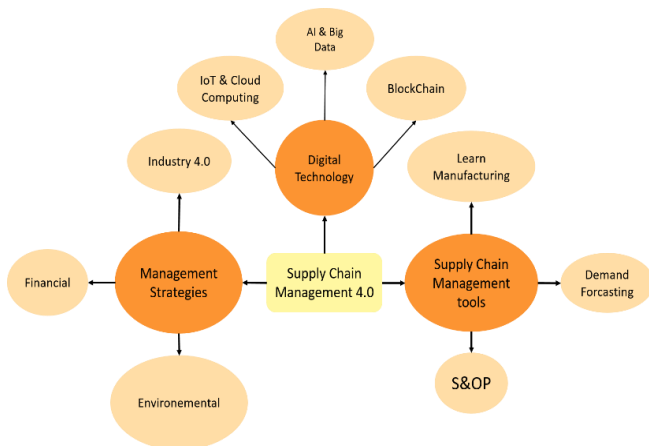 AI & Big
Data
IoT & Cloud
Computing
BlockChain
Digital
Technology
Industry 4.0
Learn
Manufacturing
Financial
Management
Strategies
Supply Chain
Management 4.0
Supply Chain
Management
tools
Demand
Forcasting
Environemental
S&OP